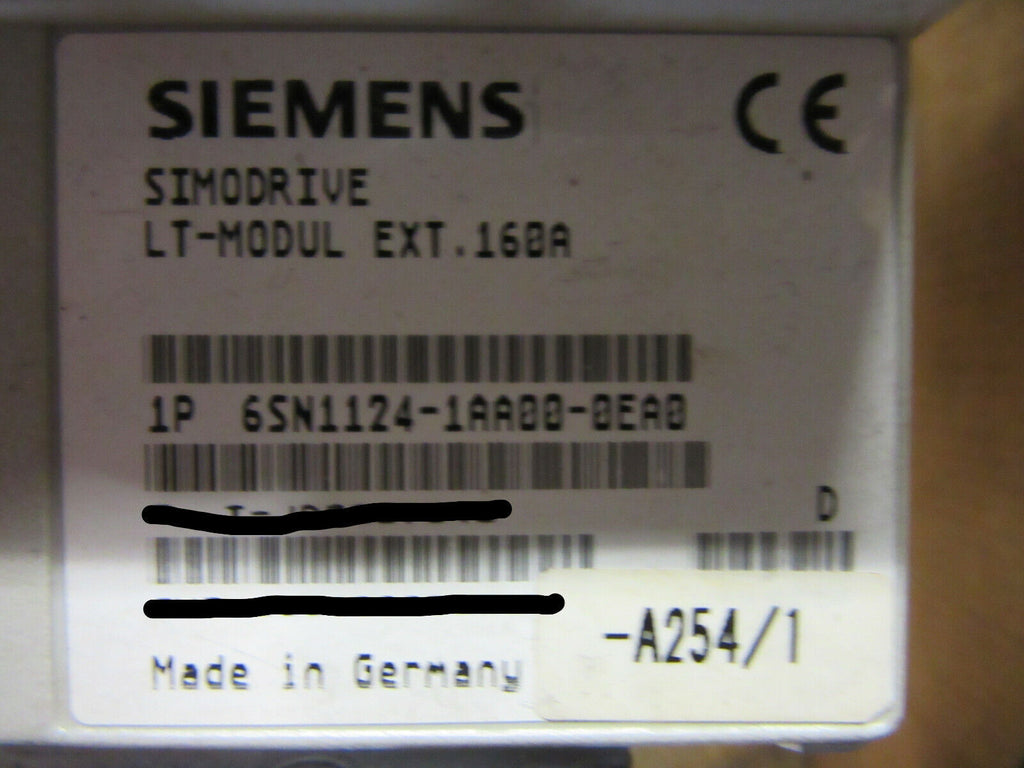 SIEMENS CE
SIMODRIVE
LT-MODUL EXT.160A
1P 6SN1124-1AA00-0EA0
D
-A254/1
Made in Germany